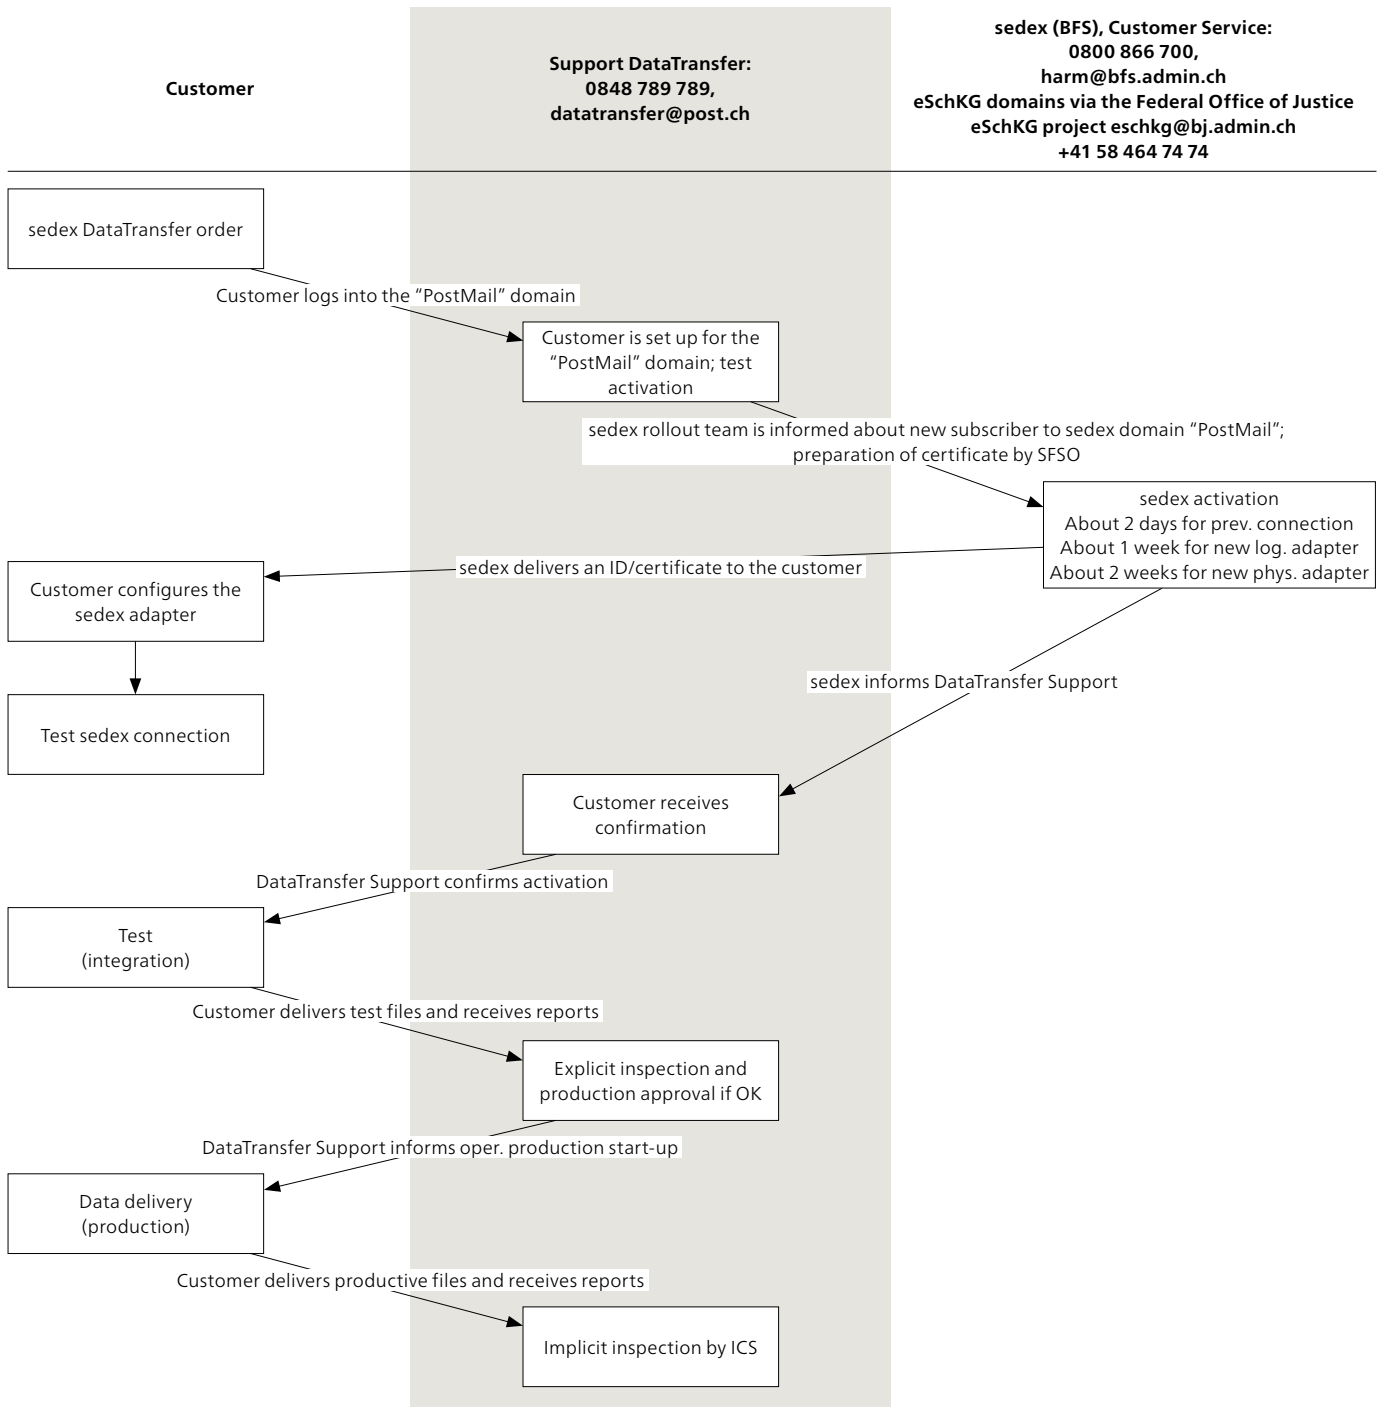 Customer
Support DataTransfer:
0848 789 789,
datatransfer@post.ch
sedex (BFS), Customer Service:
0800 866 700,
harm@bfs.admin.ch
eSchKG domains via the Federal Office of Justice
eSchKG project eschkg@bj.admin.ch
+41 58 464 74 74
sedex DataTransfer order
Customer logs into the “PostMail” domain
Customer is set up for the
“PostMail” domain; test
activation
sedex rollout team is informed about new subscriber to sedex domain “PostMail”;
preparation of certificate by SFSO
sedex activation
About 2 days for prev. connection
About 1 week for new log. adapter
About 2 weeks for new phys. adapter
sedex delivers an ID/certificate to the customer
Customer configures the
sedex adapter
Test sedex connection
sedex informs DataTransfer Support
Customer receives
confirmation
DataTransfer Support confirms activation
Test
(integration)
Customer delivers test files and receives reports
Explicit inspection and
production approval if OK
DataTransfer Support informs oper. production start-up
Data delivery
(production)
Customer delivers productive files and receives reports
Implicit inspection by ICS